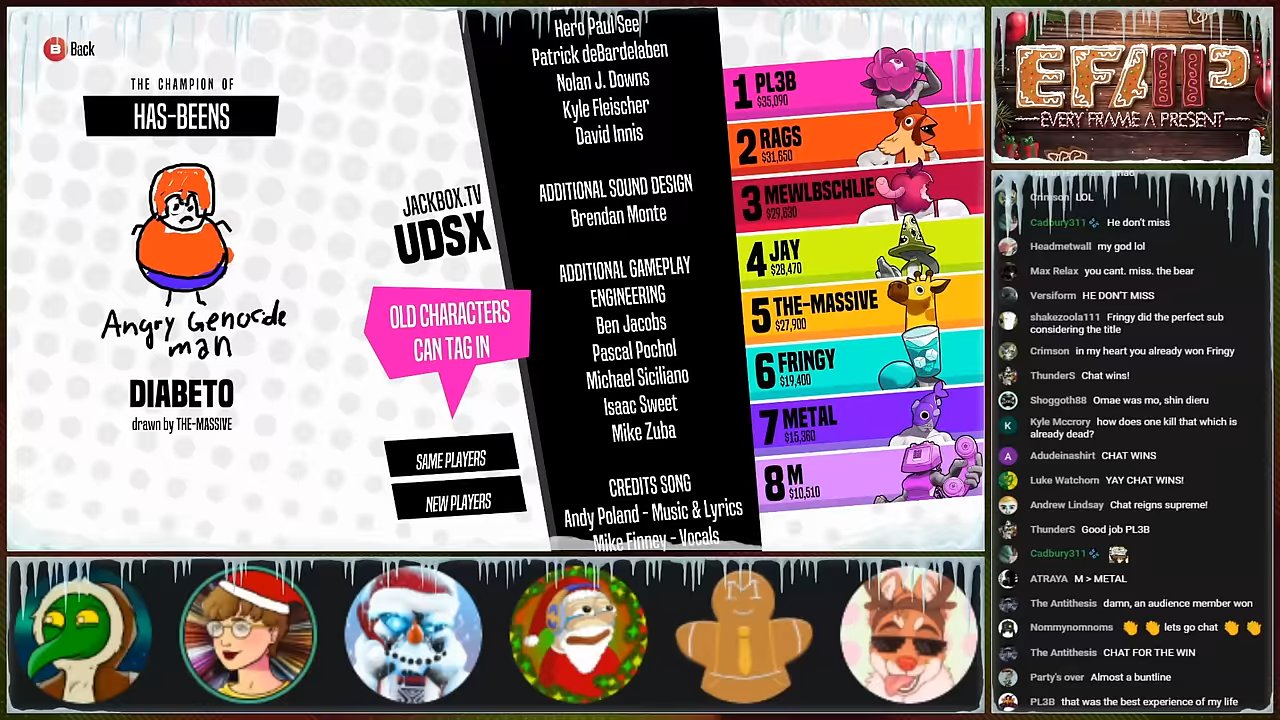 B Back
THE CHAMPION OF
HAS-BEENS
Angry Genocide
man
DIABETO
drawn by THE-MASSIVE
JACKBOX.TV
UDSX
OLD CHARACTERS
CAN TAG IN
SAME PLAYERS
NEW PLAYERS
Hero Paul See
Patrick deBardelaben
Nolan J. Downs
Kyle Fleischer
David Innis
ADDITIONAL SOUND DESIGN
Brendan Monte
ADDITIONAL GAMEPLAY
ENGINEERING
Ben Jacobs
Pascal Pochol
Michael Siciliano
Isaac Sweet
Mike Zuba
CREDITS SONG
Andy Poland - Music & Lyrics
Mike Finney - Vocals
1 PL3B
$35,090
2 RAGS
$31,650
3 MEWLBSCHLIE
$29,630
4 JAY
$28,470
5 THE-MASSIVE
$27,900
6 FRINGY
$19,400
7 METAL
$15,360
8 M
$10,510
EFAP
EVERY FRAME A PRESENT
Crimson LOL
Cadbury311 He don't miss
Headmetwall my god lol
Max Relax you cant. miss. the bear
Versiform HE DON'T MISS
shakezoola111 Fringy did the perfect sub
considering the title
Crimson in my heart you already won Fringy
ThunderS Chat wins!
Shoggoth88 Omae wa mo, shin dieru
K Kyle Mccrory how does one kill that which is
already dead?
A Adudeinashirt CHAT WINS
Luke Watchorn YAY CHAT WINS!
Andrew Lindsay Chat reigns supreme!
ThunderS Good job PL3B
Cadbury311
ATRAYA M > METAL
The Antithesis damn, an audience member won
Nommynomnoms 👏 👏 lets go chat 👏 👏
The Antithesis CHAT FOR THE WIN
Party's over Almost a buntline
PL3B that was the best experience of my life
M